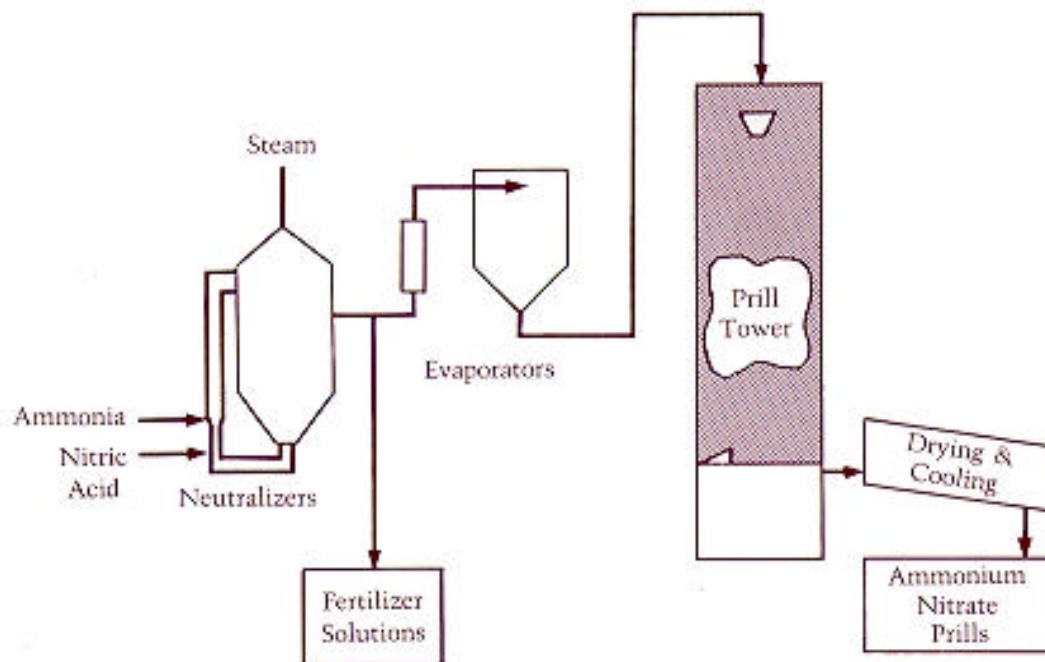 Steam
Ammonia
Nitric
Acid
Neutralizers
Fertilizer
Solutions
Evaporators
Prill
Tower
Drying &
Cooling
Ammonium
Nitrate
Prills